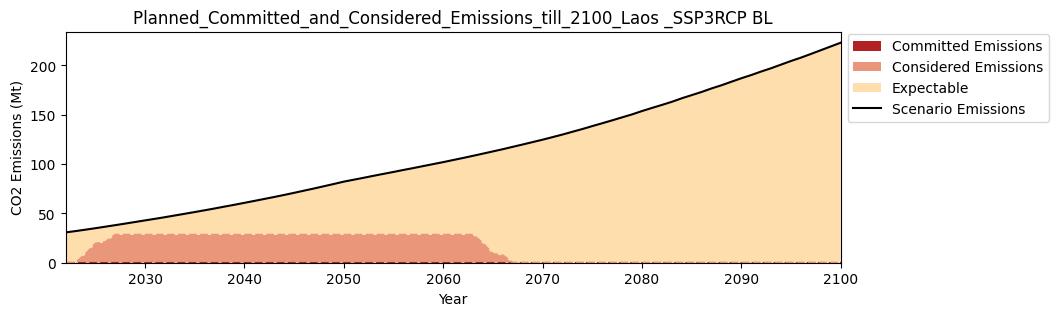 Planned_Committed_and_Considered_Emissions_till_2100_Laos _SSP3RCP BL
CO2 Emissions (Mt)
200
150
100
50
0
2030 2040 2050 2060 2070 2080 2090 2100
Year
Committed Emissions
Considered Emissions
Expectable
Scenario Emissions